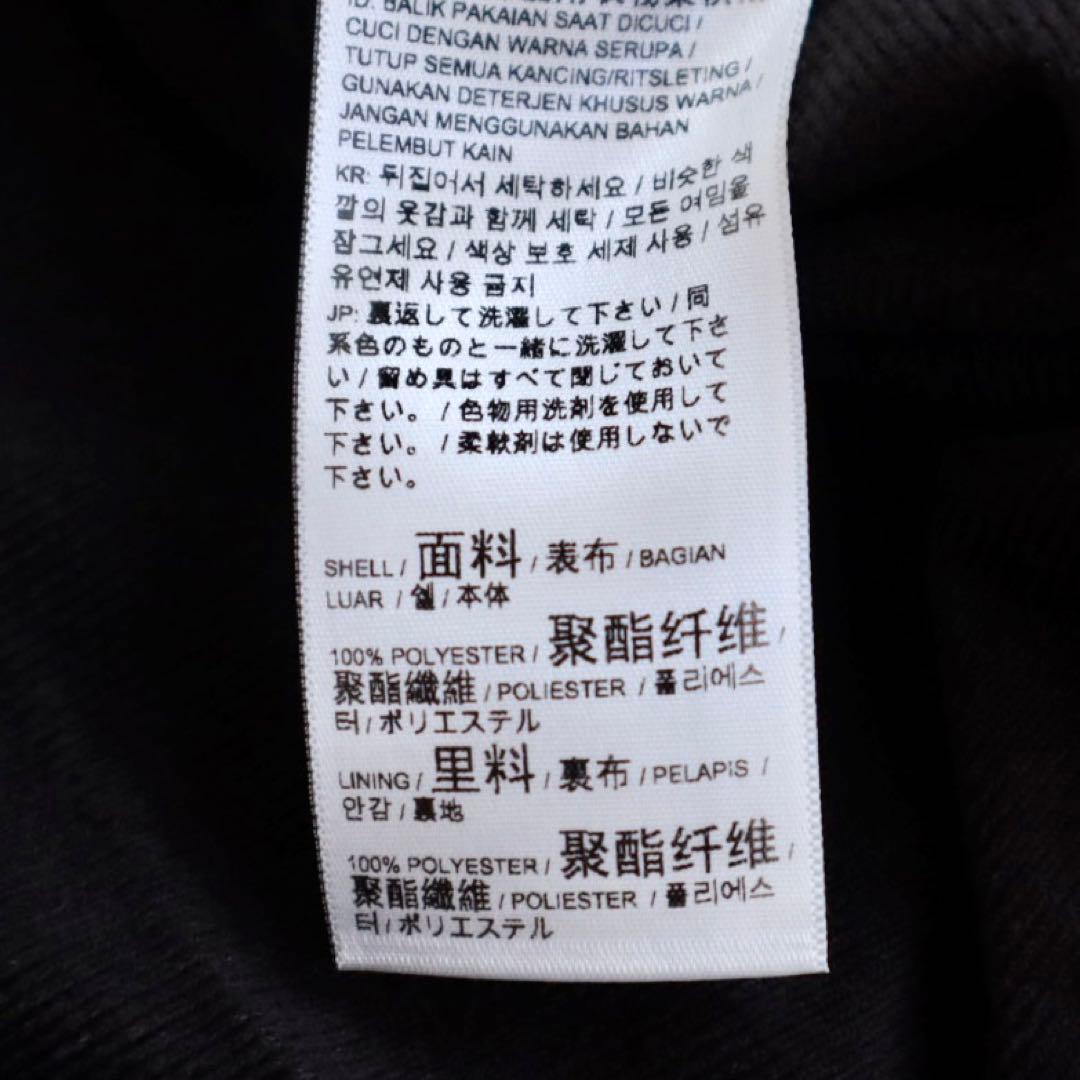 ID: BALIK PAKAIAN SAAT DICUCI /
CUCI DENGAN WARNA SERUPA /
TUTUP SEMUA KANCING/RITSLETING /
GUNAKAN DETERJEN KHUSUS WARNA /
JANGAN MENGGUNAKAN BAHAN
PELEMBUT KAIN
KR: 뒤집어서 세탁하세요 / 비슷한 색
깔의 옷감과 함께 세탁 / 모든 여밈을
잠그세요 / 색상 보호 세제 사용 / 섬유
유연제 사용 금지
JP: 裏返して洗濯して下さい / 同
系色のものと一緒に洗濯して下さ
い / 留め具はすべて閉じておいて
下さい。 / 色物用洗剤を使用して
下さい。 / 柔軟剤は使用しないで
下さい。
SHELL / 面料 / 表布 / BAGIAN
LUAR / 쉘 / 本体
100% POLYESTER / 聚酯纤维 /
聚酯纖維 / POLIESTER / 폴리에스
터 / ポリエステル
LINING / 里料 / 裏布 / PELAPIS /
안감 / 裏地
100% POLYESTER / 聚酯纤维 /
聚酯纖維 / POLIESTER / 폴리에스
터 / ポリエステル